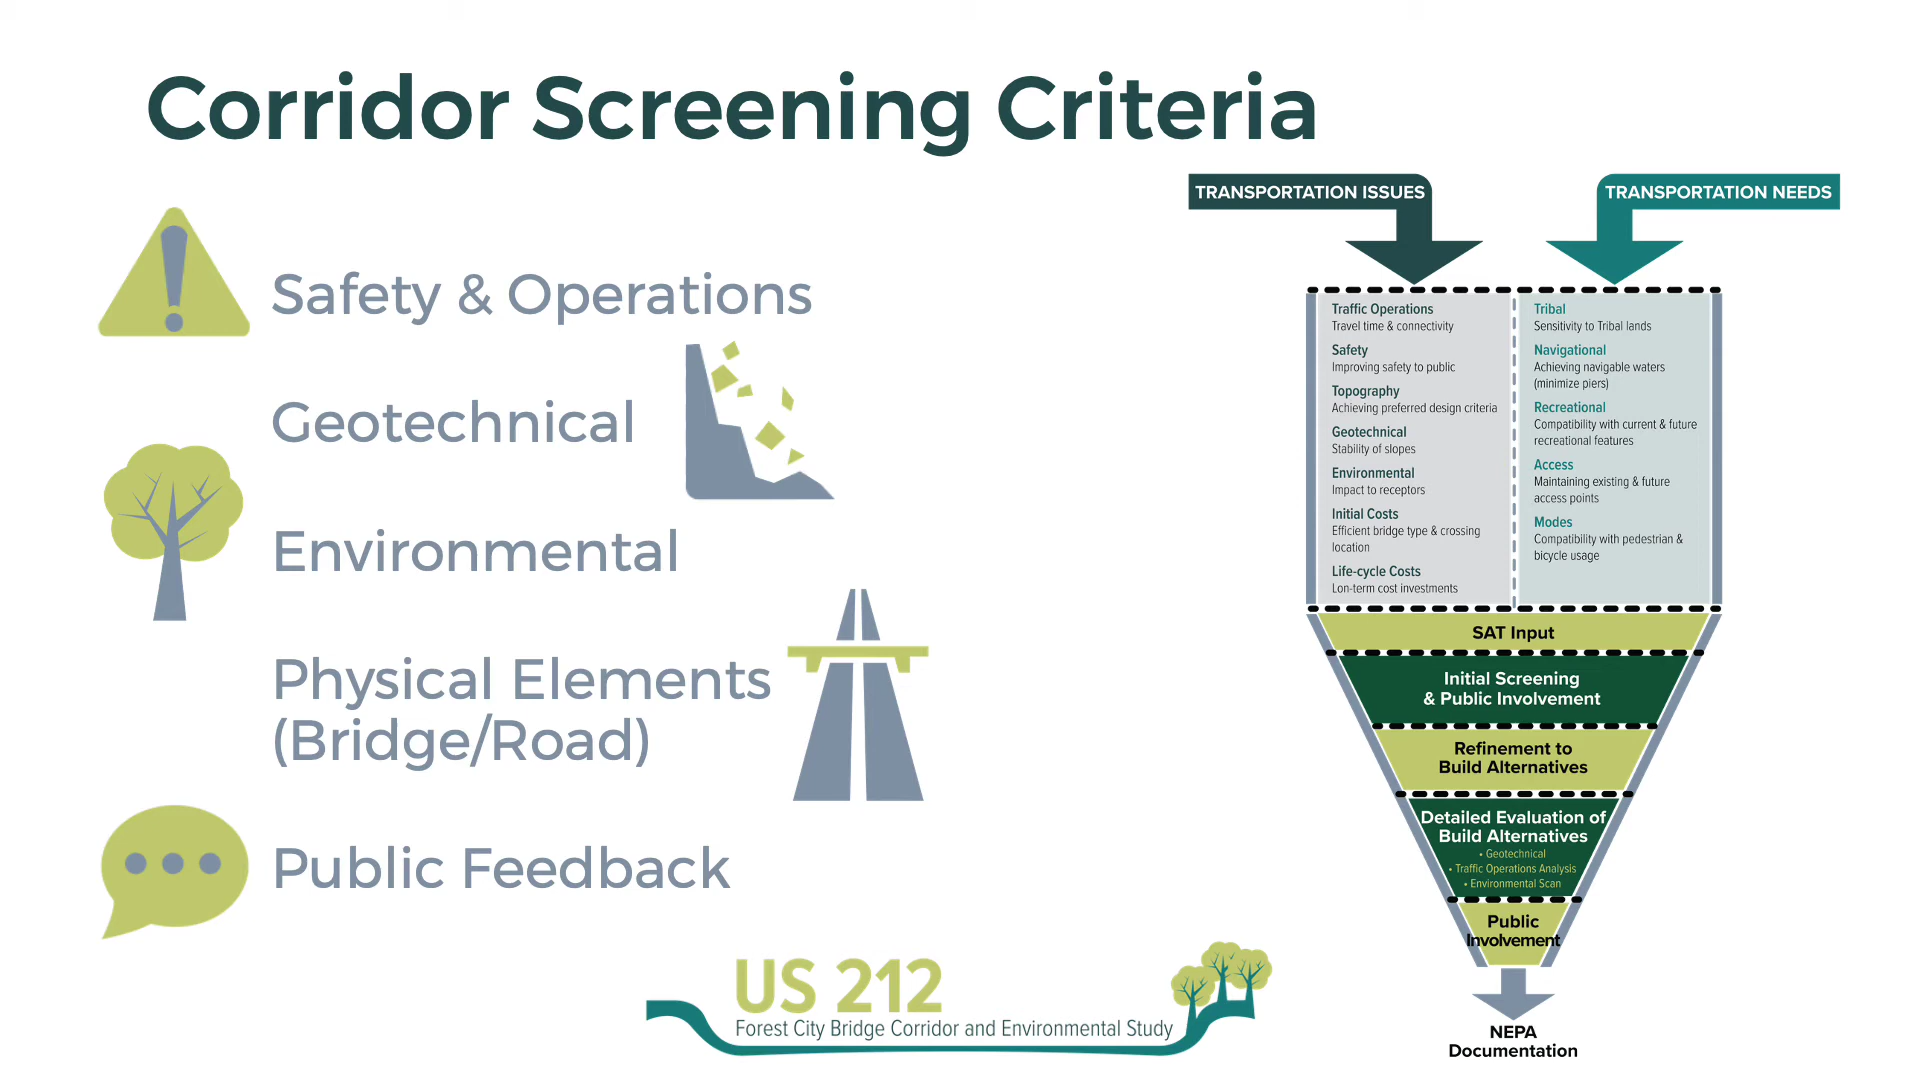 Corridor Screening Criteria
Safety & Operations
Geotechnical
Environmental
Physical Elements
(Bridge/Road)
Public Feedback
TRANSPORTATION ISSUES
TRANSPORTATION NEEDS
Traffic Operations
Travel time & connectivity
Safety
Improving safety to public
Topography
Achieving preferred design criteria
Geotechnical
Stability of slopes
Environmental
Impact to receptors
Initial Costs
Efficient bridge type & crossing
location
Life-cycle Costs
Lon-term cost investments
Tribal
Sensitivity to Tribal lands
Navigational
Achieving navigable waters
(minimize piers)
Recreational
Compatibility with current & future
recreational features
Access
Maintaining existing & future
access points
Modes
Compatibility with pedestrian &
bicycle usage
SAT Input
Initial Screening
& Public Involvement
Refinement to
Build Alternatives
Detailed Evaluation of
Build Alternatives
• Geotechnical
• Traffic Operations Analysis
• Environmental Scan
Public
Involvement
NEPA
Documentation
US 212
Forest City Bridge Corridor and Environmental Study